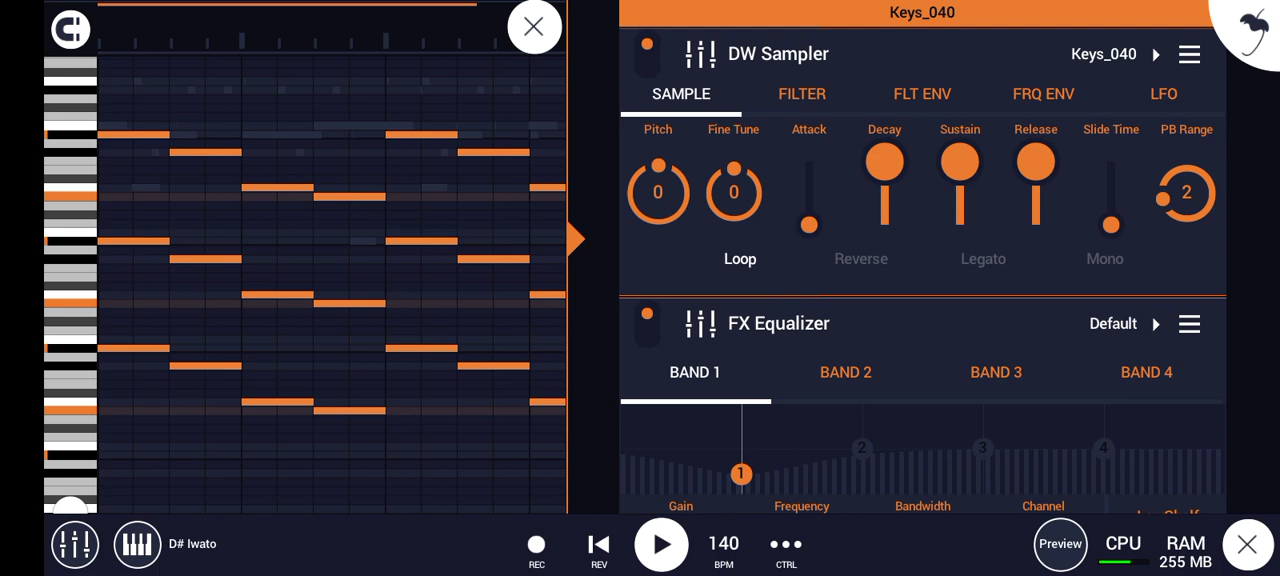 Keys_040
DW Sampler
Keys_040
SAMPLE FILTER FLT ENV FRQ ENV LFO
Pitch Fine Tune Attack Decay Sustain Release Slide Time PB Range
0 0 2
Loop Reverse Legato Mono
FX Equalizer
Default
BAND 1 BAND 2 BAND 3 BAND 4
1 2 3 4
Gain Frequency Bandwidth Channel
D# Iwato
REC REV 140 BPM CTRL
Preview
CPU RAM
255 MB